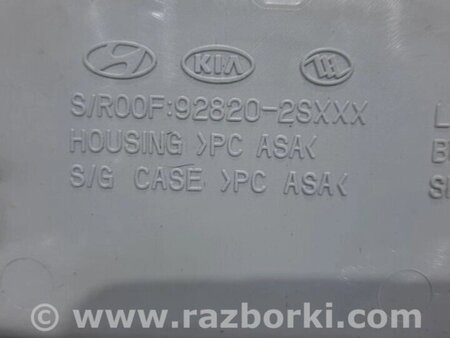 KIA
S/ROOF:92820-2SXXX
HOUSING >PC ASA<
S/G CASE >PC ASA<
© www.razborki.com